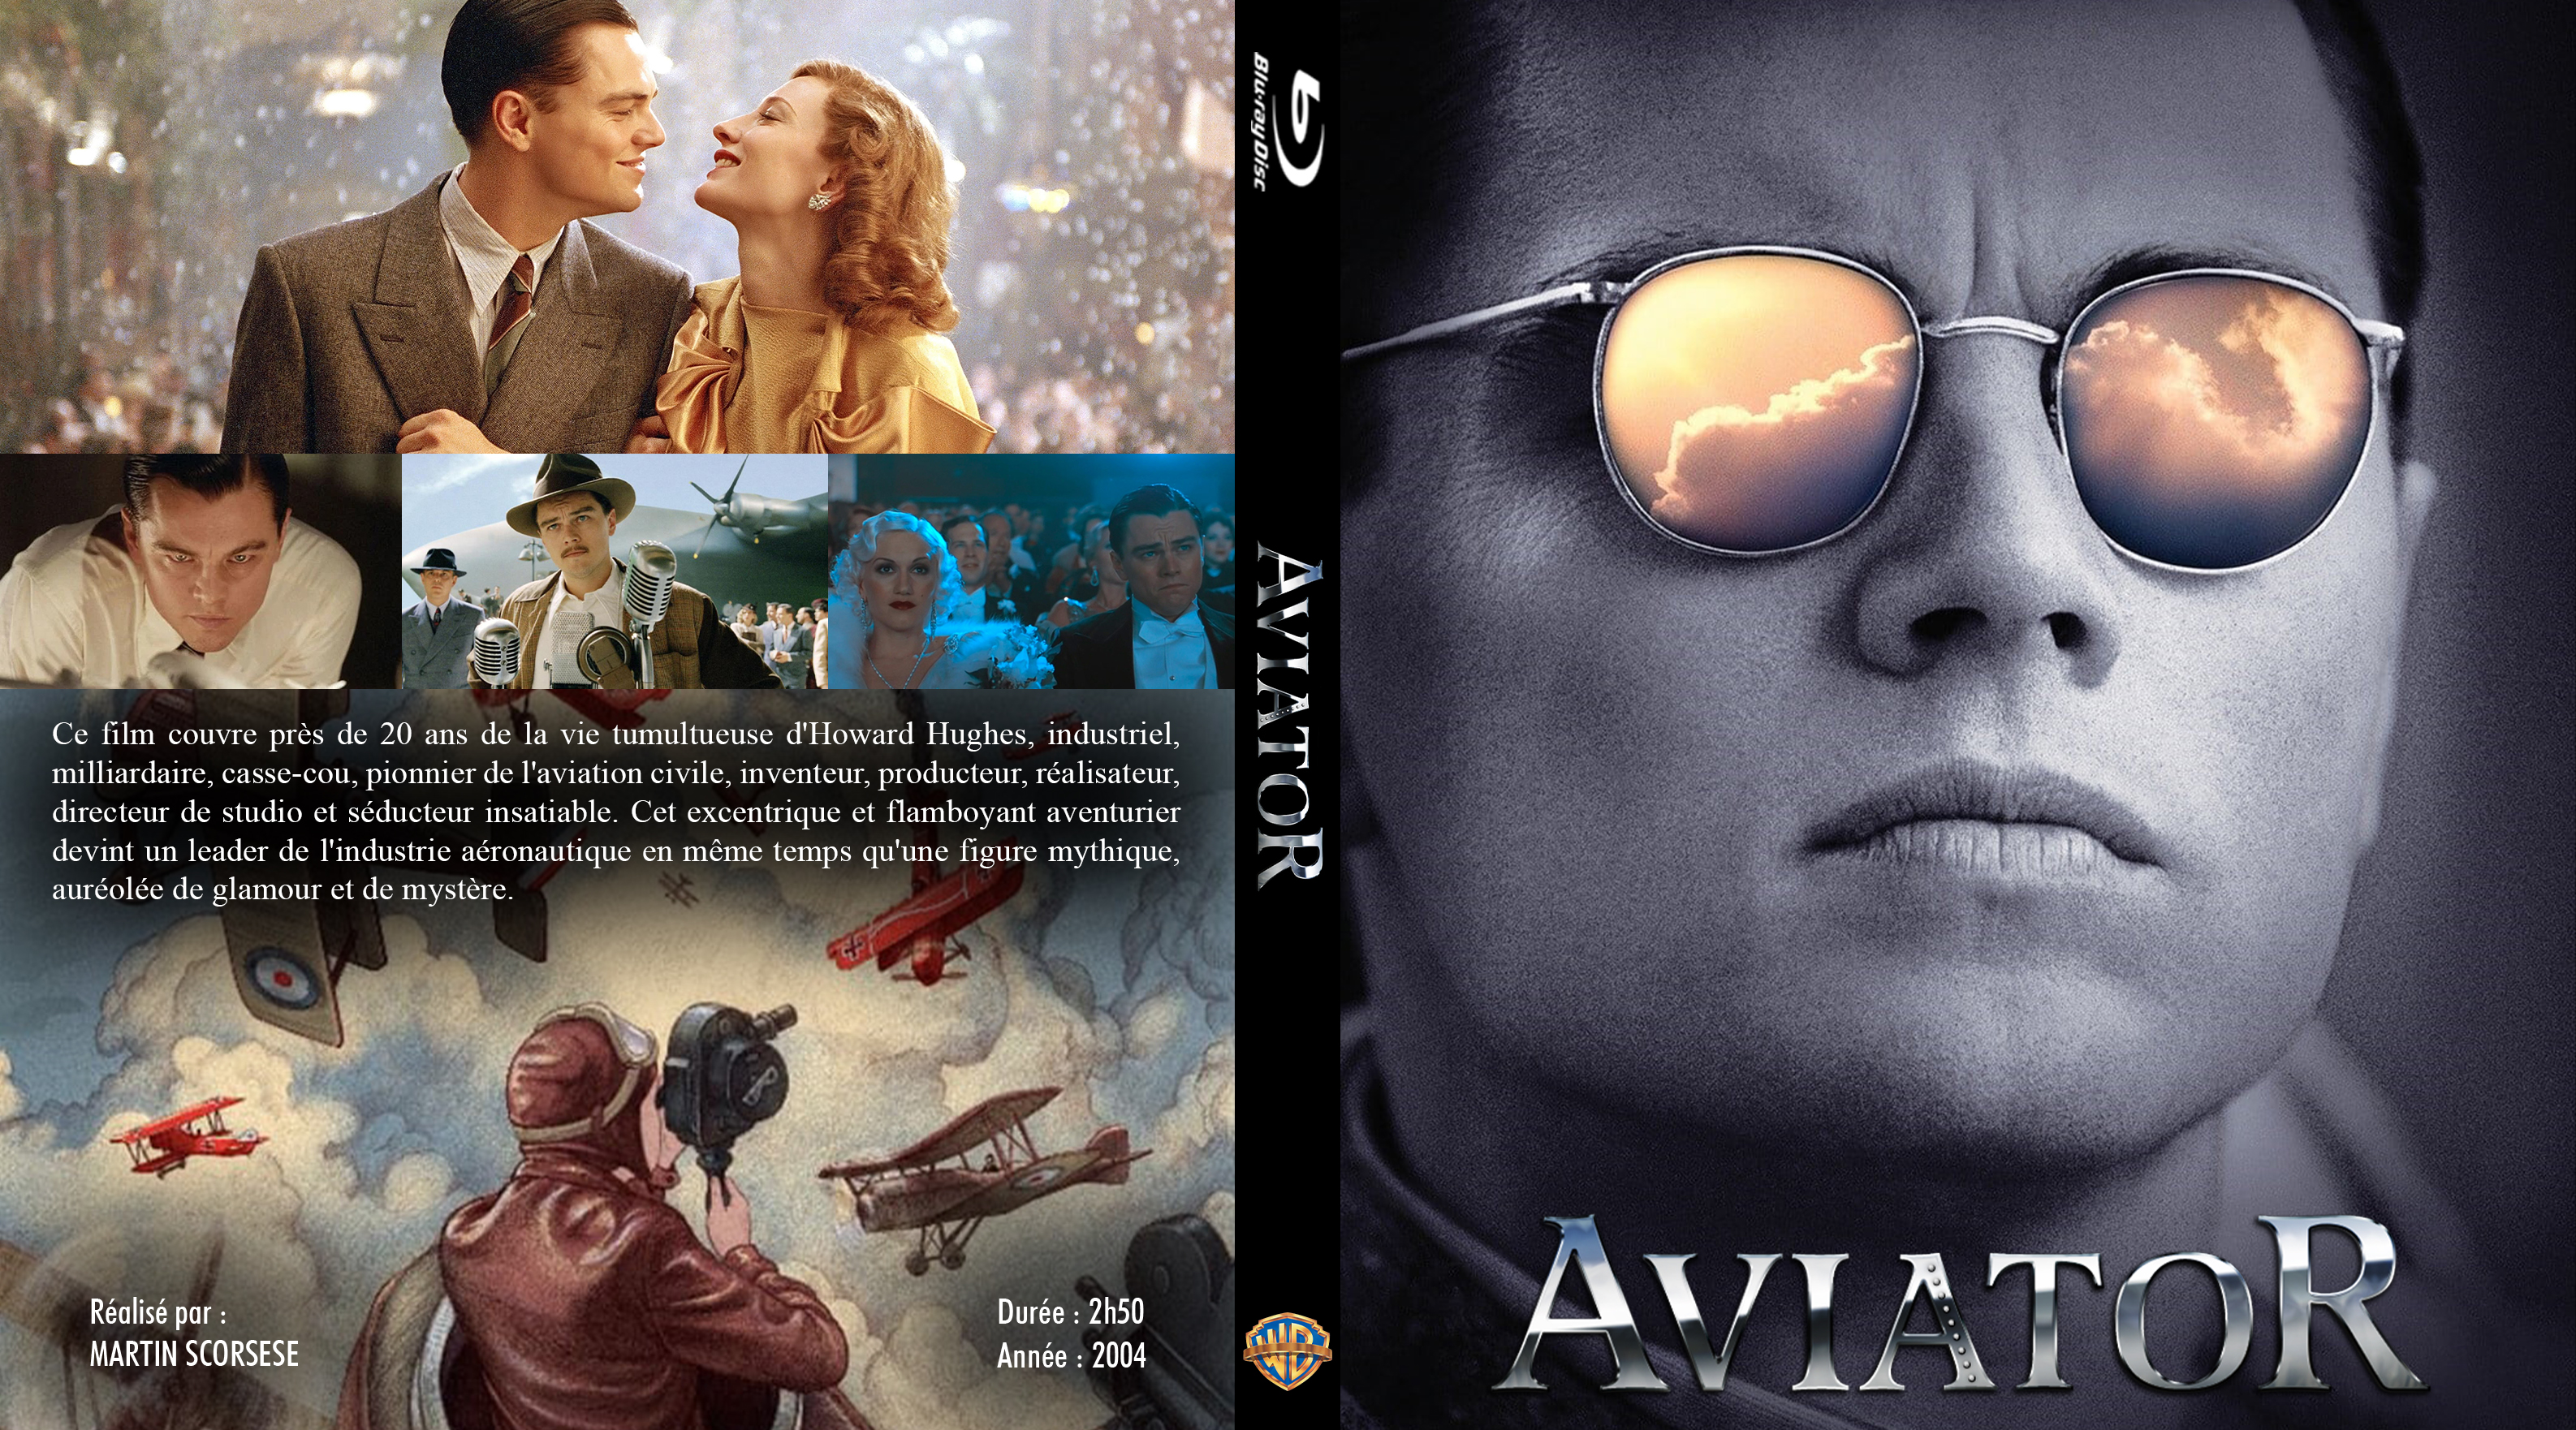 Ce film couvre près de 20 ans de la vie tumultueuse d'Howard Hughes, industriel,
milliardaire, casse-cou, pionnier de l'aviation civile, inventeur, producteur, réalisateur,
directeur de studio et séducteur insatiable. Cet excentrique et flamboyant aventurier
devint un leader de l'industrie aéronautique en même temps qu'une figure mythique,
auréolée de glamour et de mystère.
Réalisé par :
MARTIN SCORSESE
Durée : 2h50
Année : 2004
Blu-ray Disc
AVIATOR
WB
AVIATOR